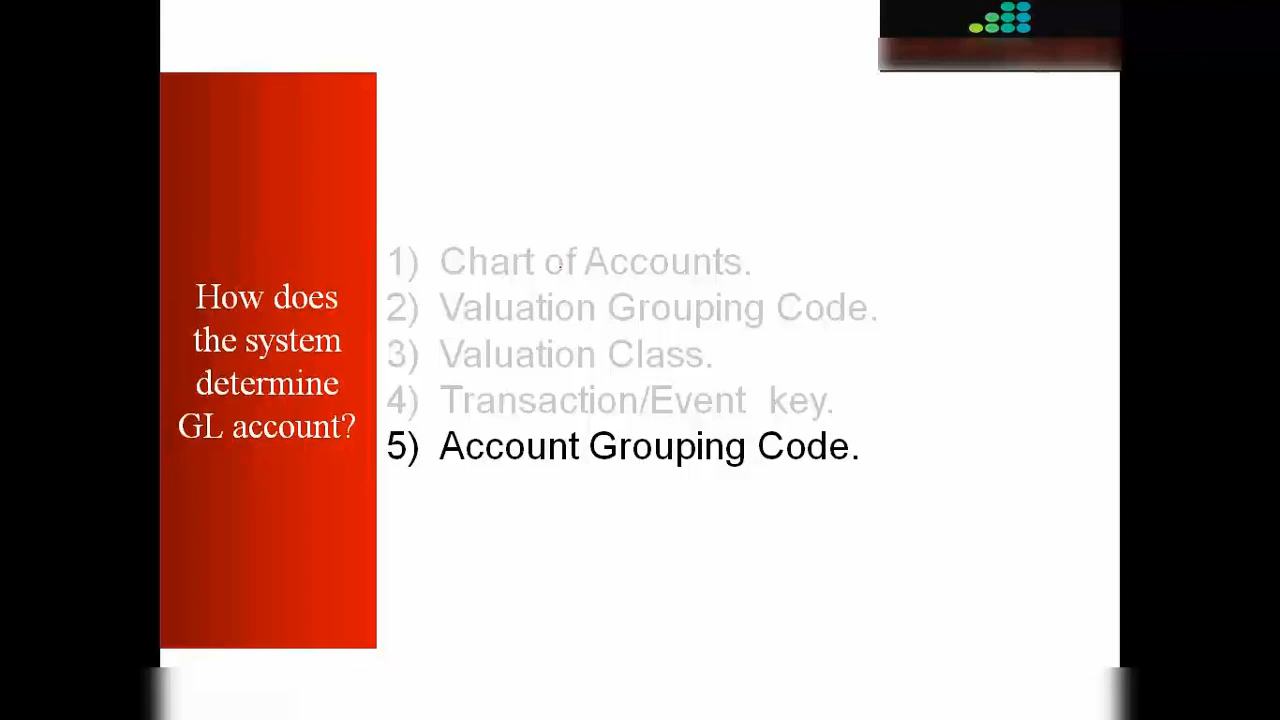 How does
the system
determine
GL account?
1) Chart of Accounts.
2) Valuation Grouping Code.
3) Valuation Class.
4) Transaction/Event key.
5) Account Grouping Code.